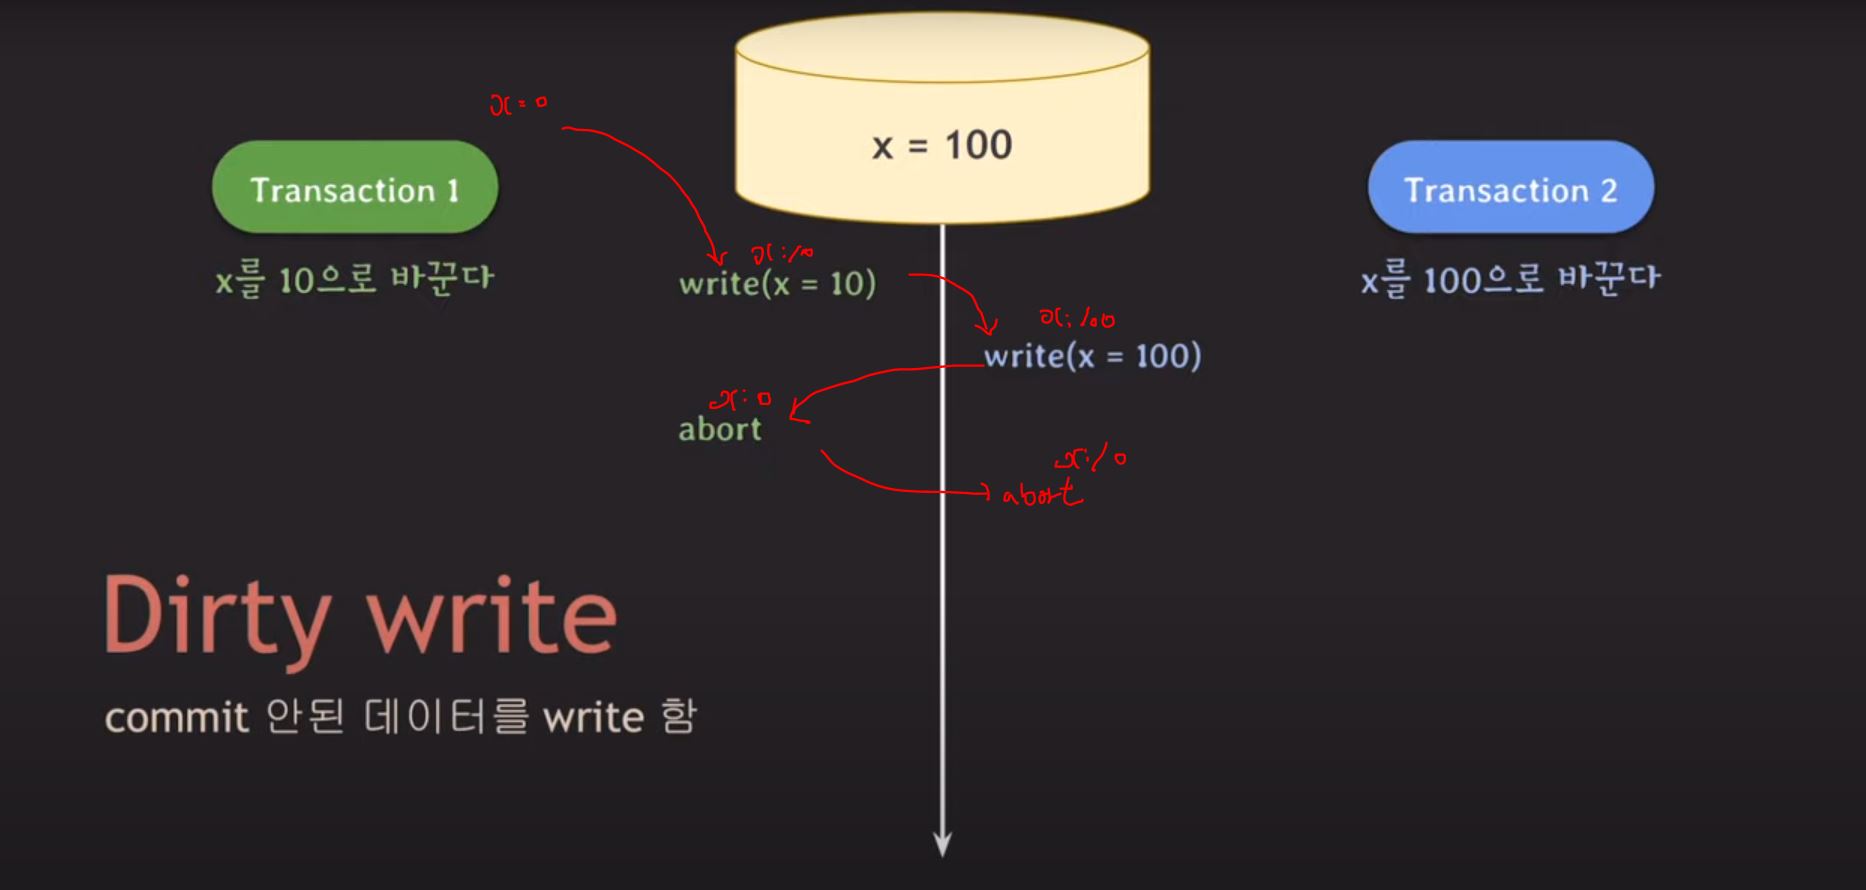 x = 100
x=0
Transaction 1
Transaction 2
x를 10으로 바꾼다
x를 100으로 바꾼다
x:10
write(x = 10)
x:100
write(x = 100)
x:0
abort
x:10
abort
Dirty write
commit 안된 데이터를 write 함